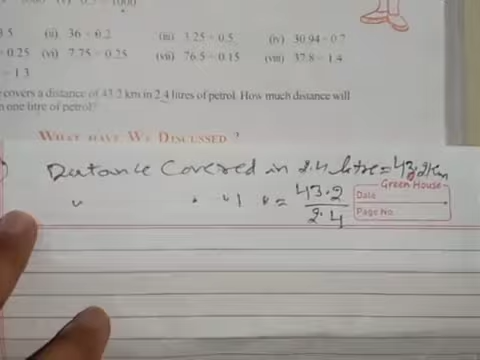 (ii) 36 ÷ 0.2 (iii) 3.25 ÷ 0.5 (iv) 30.94 ÷ 0.7
÷ 0.25 (vi) 7.75 ÷ 0.25 (vii) 76.5 ÷ 0.15 (viii) 37.8 ÷ 1.4
÷ 1.3
covers a distance of 43.2 km in 2.4 litres of petrol. How much distance will
n one litre of petrol?
WHAT HAVE WE DISCUSSED?
Distance Covered in 2.4 litre = 43.2 km
" " " 1 " = 43.2
2.4
Green House
Date
Page No